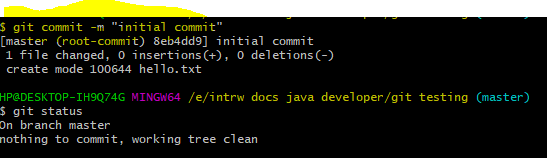 $ git commit -m "initial commit"
[master (root-commit) 8eb4dd9] initial commit
 1 file changed, 0 insertions(+), 0 deletions(-)
 create mode 100644 hello.txt
HP@DESKTOP-IH9Q74G MINGW64 /e/intrw docs java developer/git testing (master)
$ git status
On branch master
nothing to commit, working tree clean